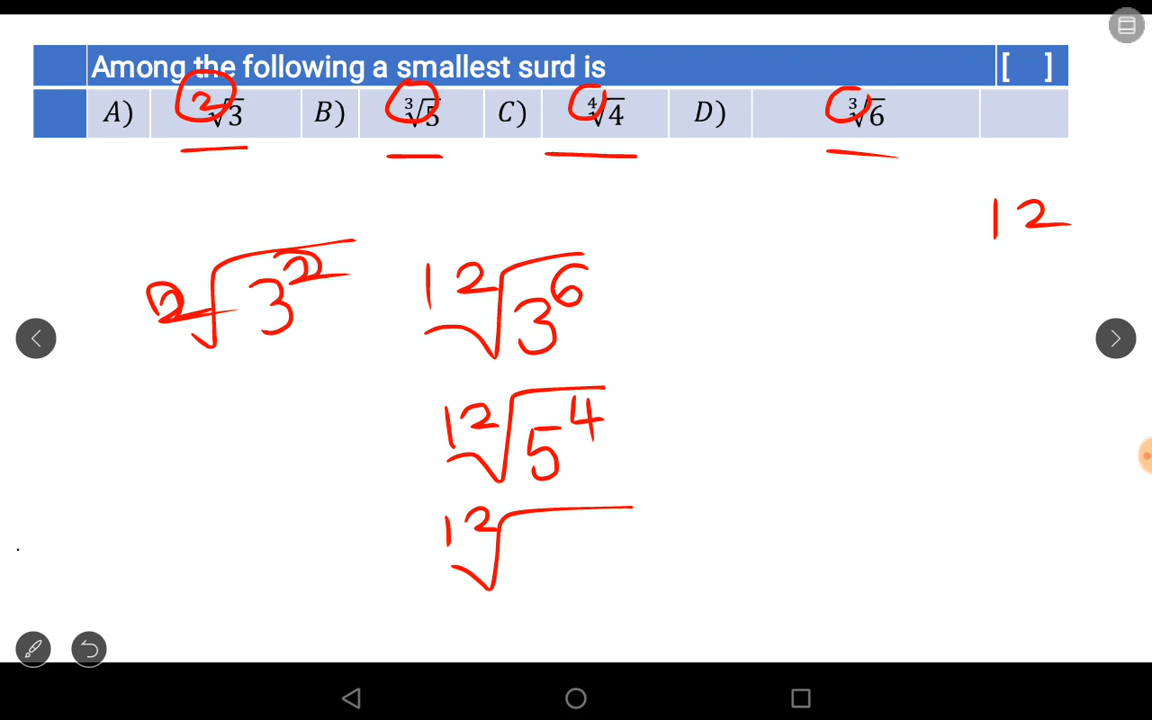 Among the following a smallest surd is [ ]
A) ²√3 B) ³√5 C) ⁴√4 D) ³√6
12
²√3² ¹²√3⁶
¹²√5⁴
¹²√